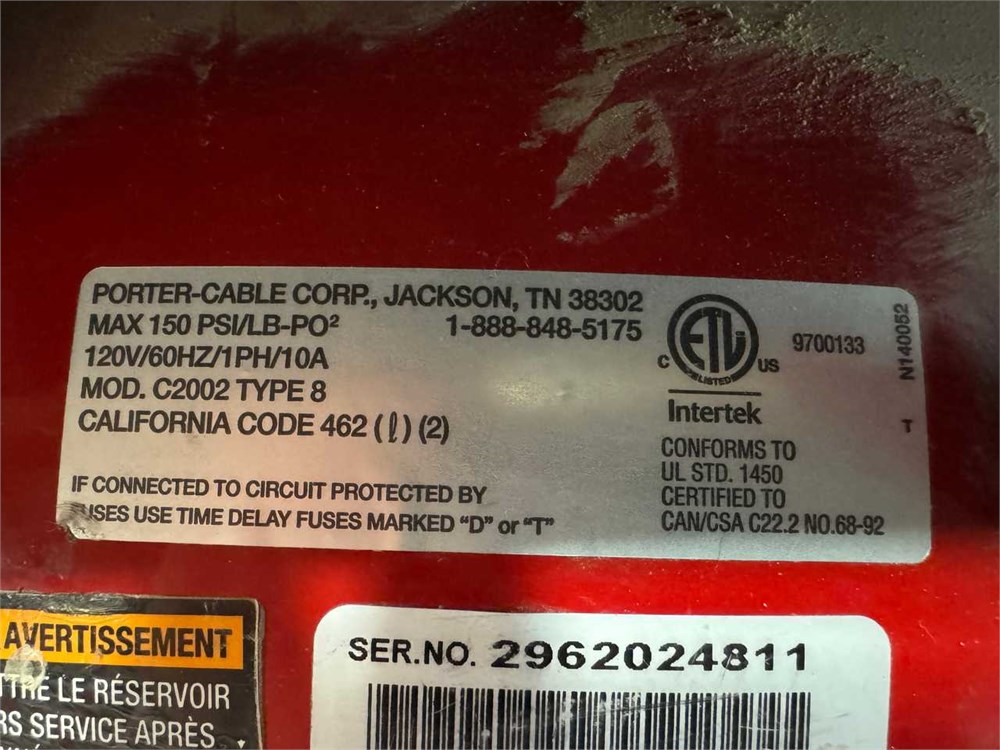 PORTER-CABLE CORP., JACKSON, TN 38302
MAX 150 PSI/LB-PO² 1-888-848-5175
120V/60HZ/1PH/10A
MOD. C2002 TYPE 8
CALIFORNIA CODE 462 (ℓ) (2)
IF CONNECTED TO CIRCUIT PROTECTED BY
FUSES USE TIME DELAY FUSES MARKED “D” or “T”
ETL
C US
LISTED
Intertek
9700133
CONFORMS TO
UL STD. 1450
CERTIFIED TO
CAN/CSA C22.2 NO.68-92
N140052
T
AVERTISSEMENT
TTRE LE RÉSERVOIR
RS SERVICE APRÈS
SER.NO. 2962024811